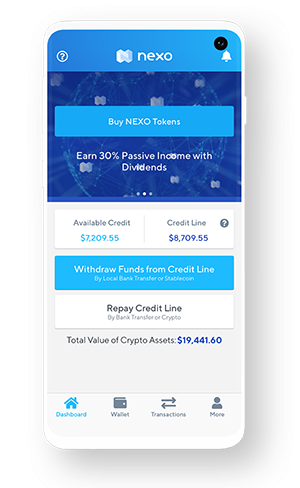 nexo
Buy NEXO Tokens
Earn 30% Passive Income with
Dividends
Available Credit
Credit Line
$7,209.55
$8,709.55
Withdraw Funds from Credit Line
By Local Bank Transfer or Stablecoin
Repay Credit Line
By Bank Transfer or Crypto
Total Value of Crypto Assets:$19,441.60
Dashboard
Wallet
Transactions
More